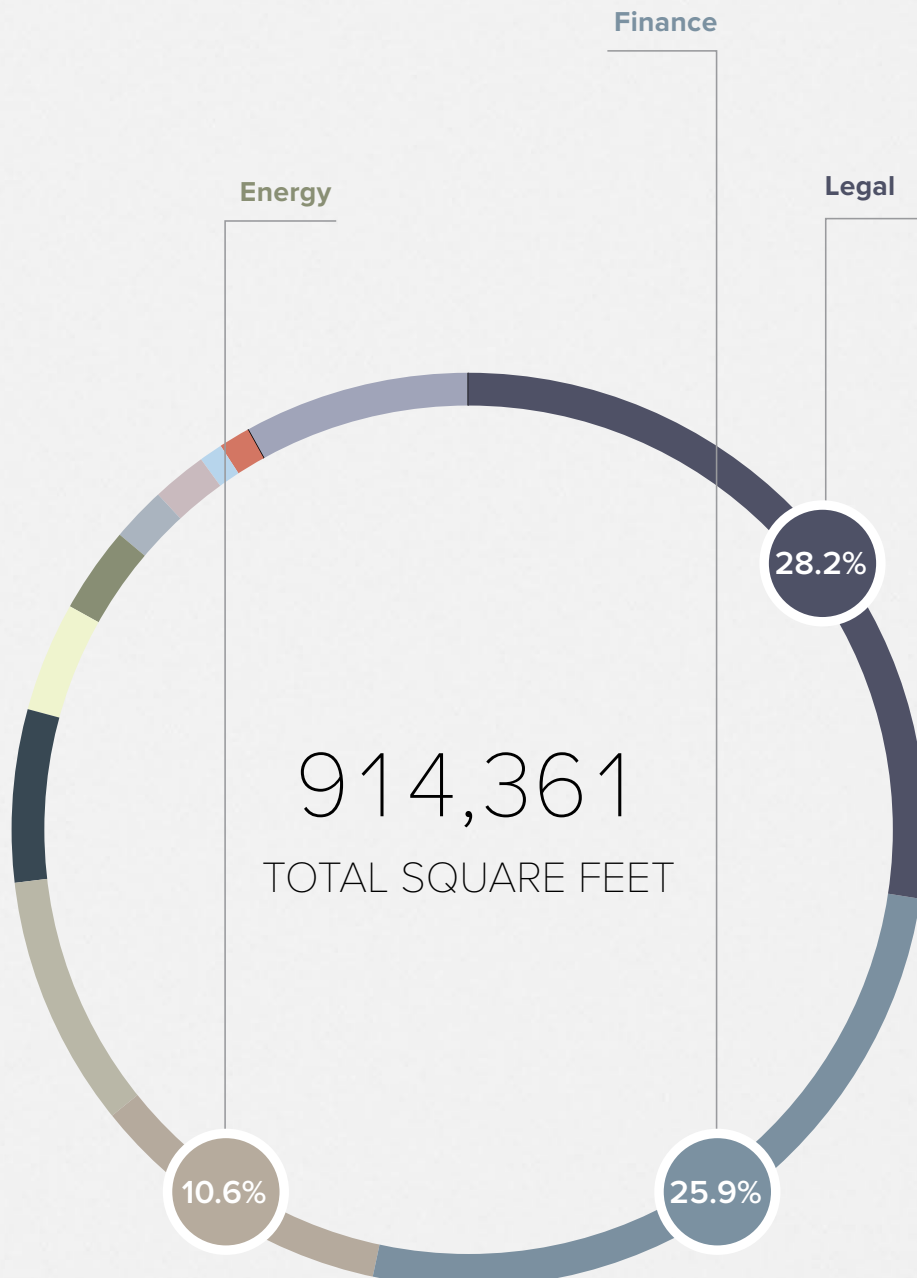 Finance
Legal
Energy
28.2%
914,361
TOTAL SQUARE FEET
10.6%
25.9%